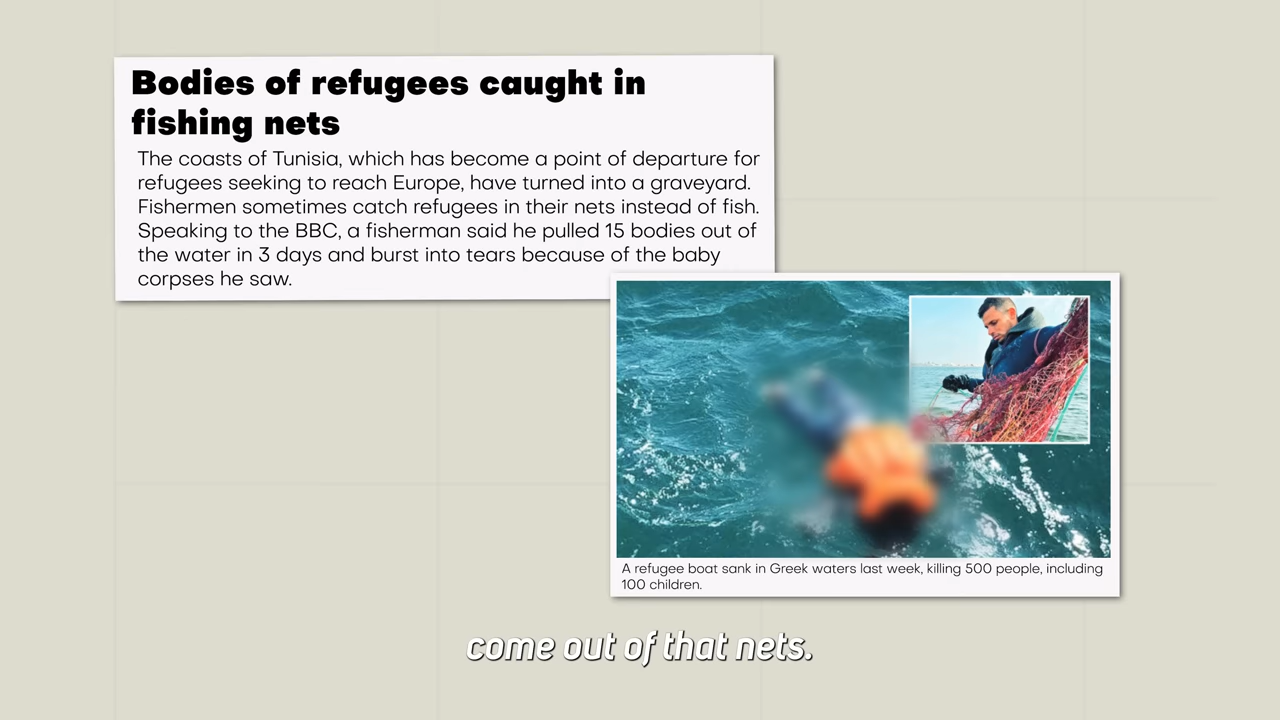 Bodies of refugees caught in
fishing nets
The coasts of Tunisia, which has become a point of departure for
refugees seeking to reach Europe, have turned into a graveyard.
Fishermen sometimes catch refugees in their nets instead of fish.
Speaking to the BBC, a fisherman said he pulled 15 bodies out of
the water in 3 days and burst into tears because of the baby
corpses he saw.
A refugee boat sank in Greek waters last week, killing 500 people, including
100 children.
come out of that nets.